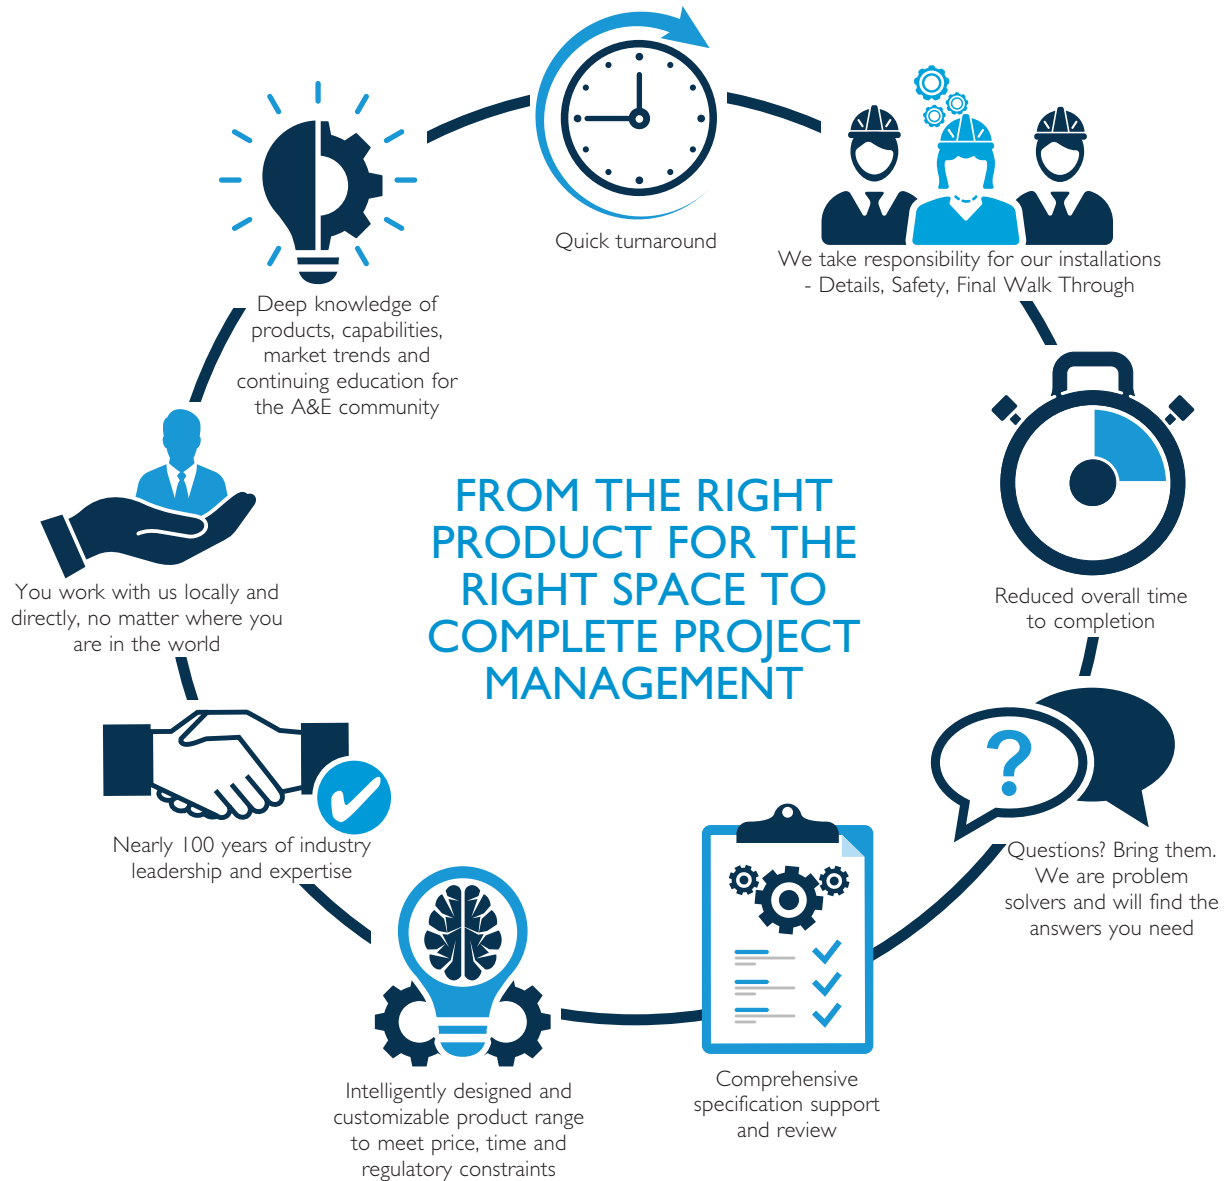 Quick turnaround
We take responsibility for our installations
- Details, Safety, Final Walk Through
Deep knowledge of
products, capabilities,
market trends and
continuing education for
the A&E community
FROM THE RIGHT
PRODUCT FOR THE
RIGHT SPACE TO
COMPLETE PROJECT
MANAGEMENT
Reduced overall time
to completion
You work with us locally and
directly, no matter where you
are in the world
?
Nearly 100 years of industry
leadership and expertise
Questions? Bring them.
We are problem
solvers and will find the
answers you need
Comprehensive
specification support
and review
Intelligently designed and
customizable product range
to meet price, time and
regulatory constraints